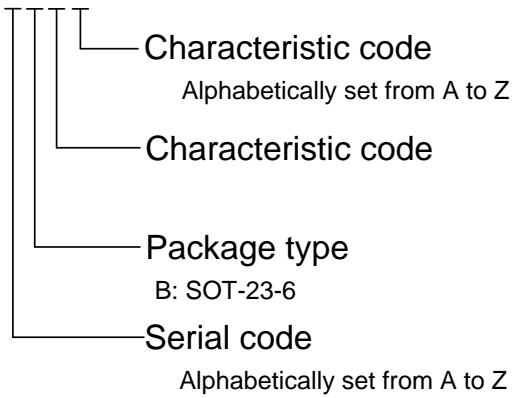 Characteristic code
Alphabetically set from A to Z
Characteristic code
Package type
B: SOT-23-6
Serial code
Alphabetically set from A to Z